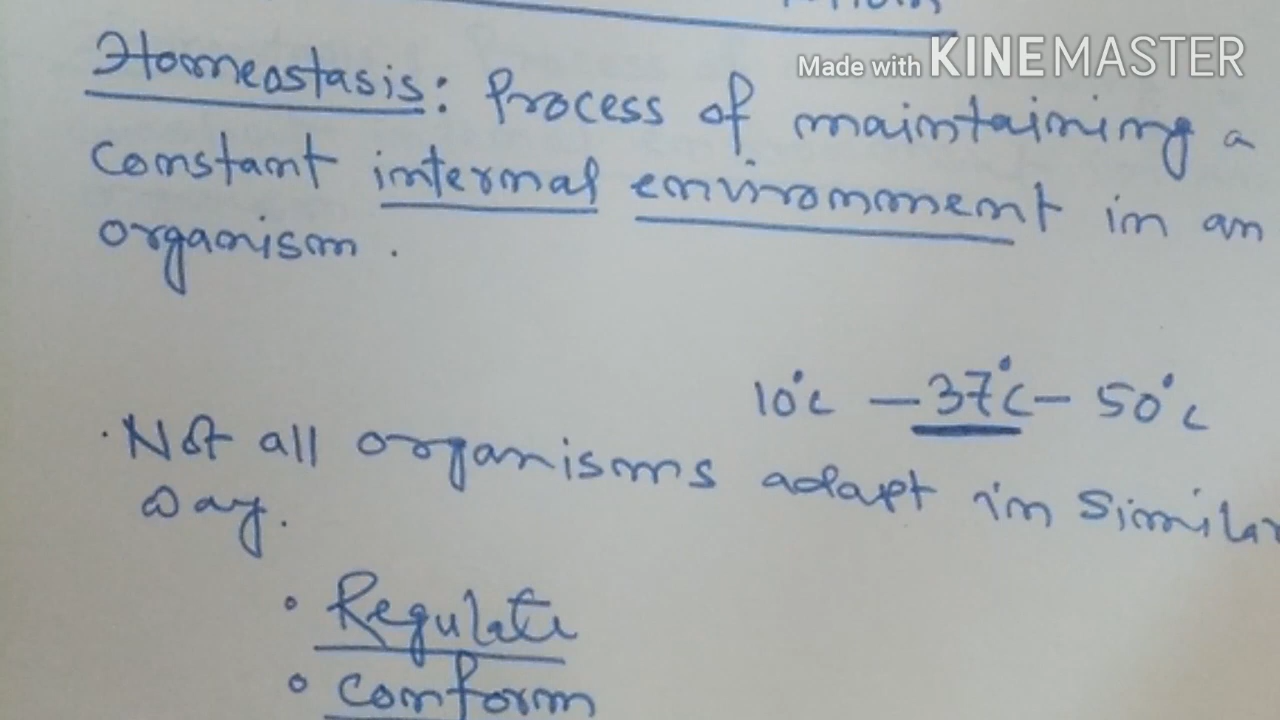 Made with KINEMASTER
Homeostasis: Process of maintaining a
constant internal environment in an
organism.
10°C – 37°C – 50°C
· Not all organisms adapt in similar
way.
• Regulate
• conform